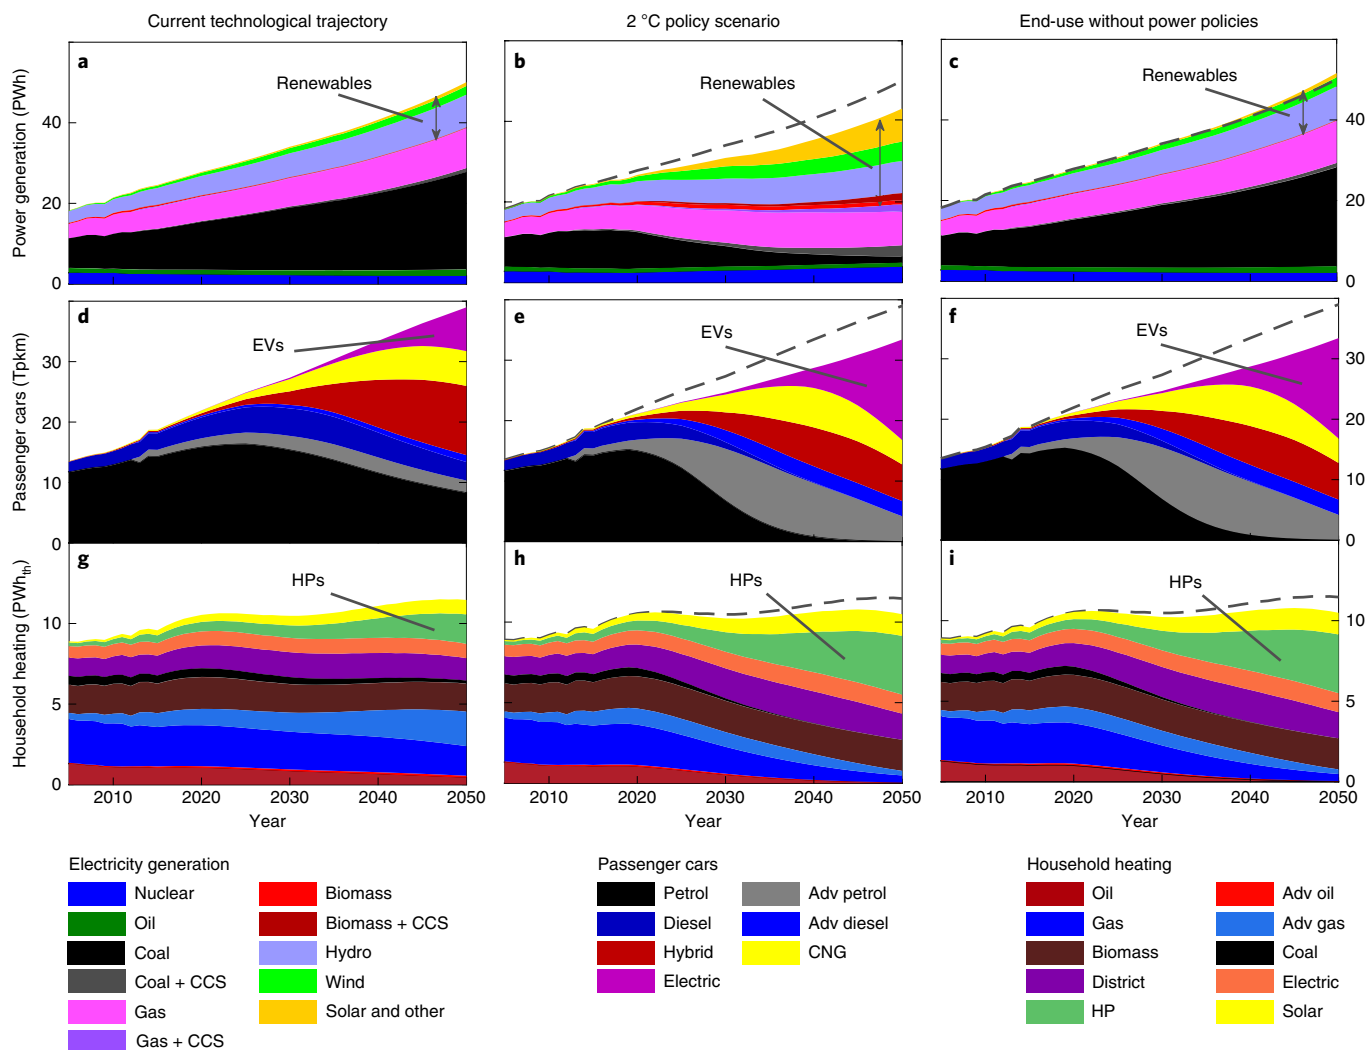 Current technological trajectory
2 °C policy scenario
End-use without power policies
Power generation (PWh)
a
Renewables
40
20
0
b
Renewables
c
Renewables
40
20
0
Passenger cars (Tpkm)
d
EVs
30
20
10
0
e
EVs
f
EVs
30
20
10
0
Household heating (PWh_th)
g
HPs
10
5
0
h
HPs
i
HPs
10
5
0
2010 2020 2030 2040 2050
2010 2020 2030 2040 2050
2010 2020 2030 2040 2050
Year
Year
Year
Electricity generation
Nuclear
Oil
Coal
Coal + CCS
Gas
Gas + CCS
Biomass
Biomass + CCS
Hydro
Wind
Solar and other
Passenger cars
Petrol
Diesel
Hybrid
Electric
Adv petrol
Adv diesel
CNG
Household heating
Oil
Gas
Biomass
District
HP
Adv oil
Adv gas
Coal
Electric
Solar